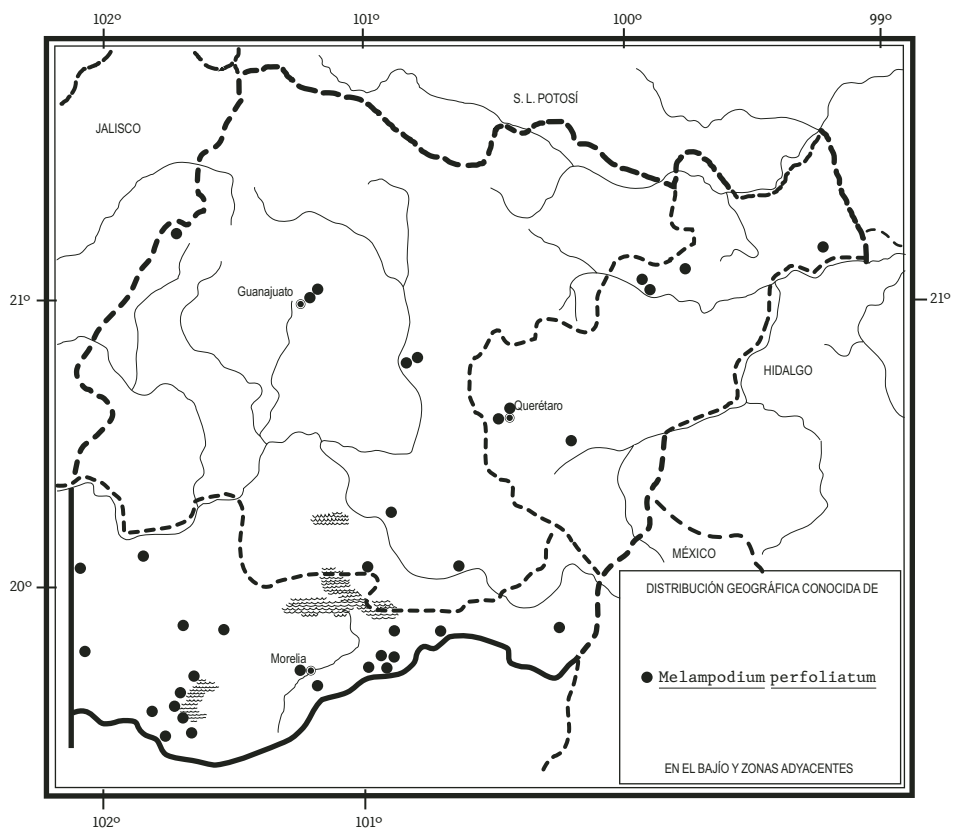 102º 101º 100º 99º
S. L. POTOSÍ
JALISCO
Guanajuato
21º
21º
HIDALGO
Querétaro
MÉXICO
20º
DISTRIBUCIÓN GEOGRÁFICA CONOCIDA DE
Morelia
Melampodium perfoliatum
EN EL BAJÍO Y ZONAS ADYACENTES
102º 101º